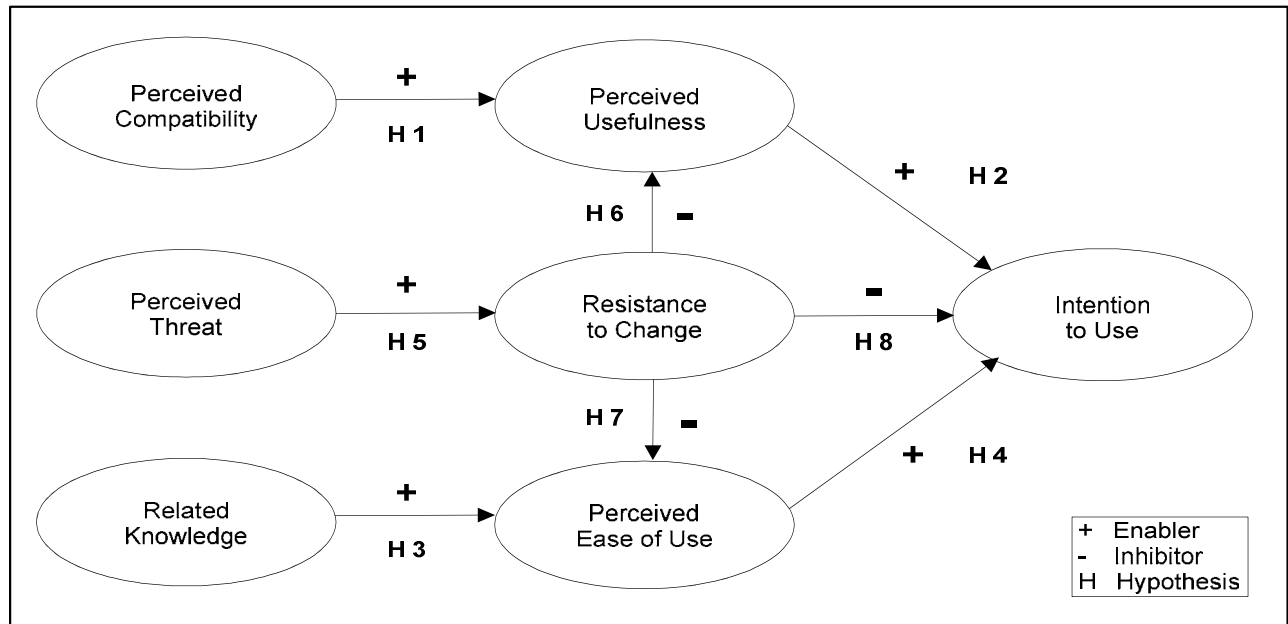 Perceived
Compatibility
+
H 1
Perceived
Usefulness
+ H 2
H 6 -
Perceived
Threat
+
H 5
Resistance
to Change
-
H 8
Intention
to Use
H 7 -
Related
Knowledge
+
H 3
Perceived
Ease of Use
+ H 4
+ Enabler
- Inhibitor
H Hypothesis